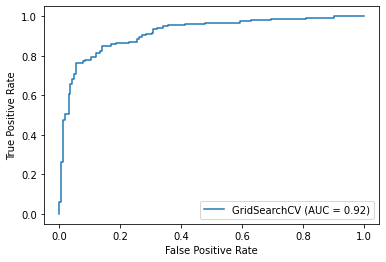 1.0
0.8
0.6
0.4
0.2
0.0
True Positive Rate
GridSearchCV (AUC = 0.92)
0.0 0.2 0.4 0.6 0.8 1.0
False Positive Rate